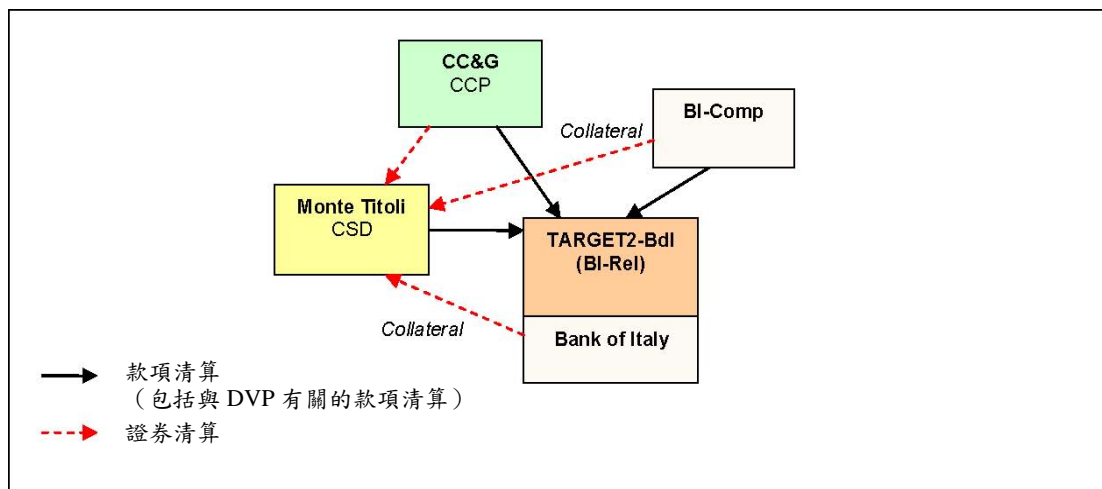 CC&G
CCP
BI-Comp
Collateral
Monte Titoli
CSD
TARGET2-BdI
(BI-Rel)
Collateral
Bank of Italy
款項清算
（包括與 DVP 有關的款項清算）
證券清算